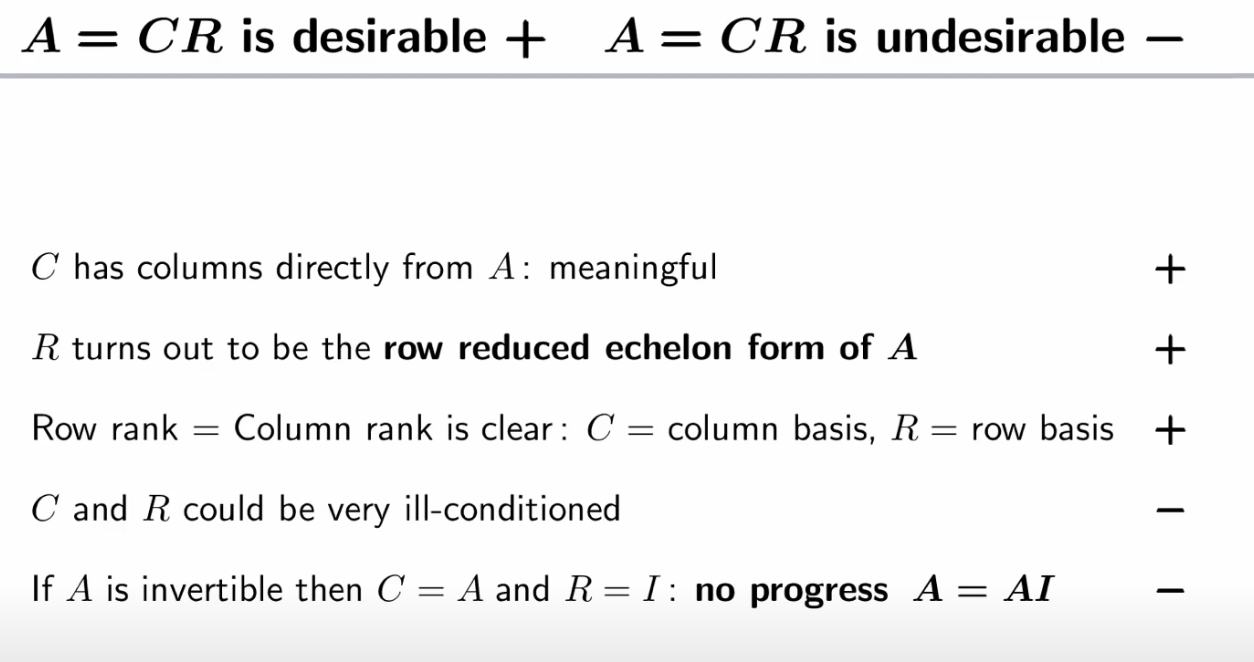 A = CR is desirable + A = CR is undesirable −
C has columns directly from A: meaningful +
R turns out to be the row reduced echelon form of A +
Row rank = Column rank is clear: C = column basis, R = row basis +
C and R could be very ill-conditioned −
If A is invertible then C = A and R = I: no progress A = AI −